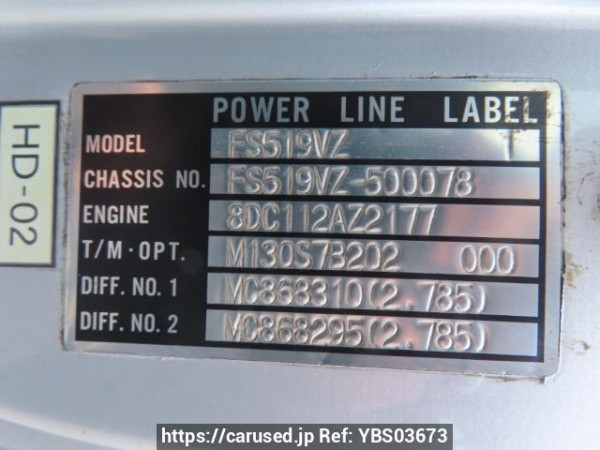 HD-02
POWER LINE LABEL
MODEL FS519VZ T
CHASSIS NO. FS519VZ-500078
ENGINE 8DC112AZ2177
T/M·OPT. M130S7B202 000
DIFF. NO. 1 MC868310(2.785)
DIFF. NO. 2 MC868295(2.785)
https://carused.jp Ref: YBS03673